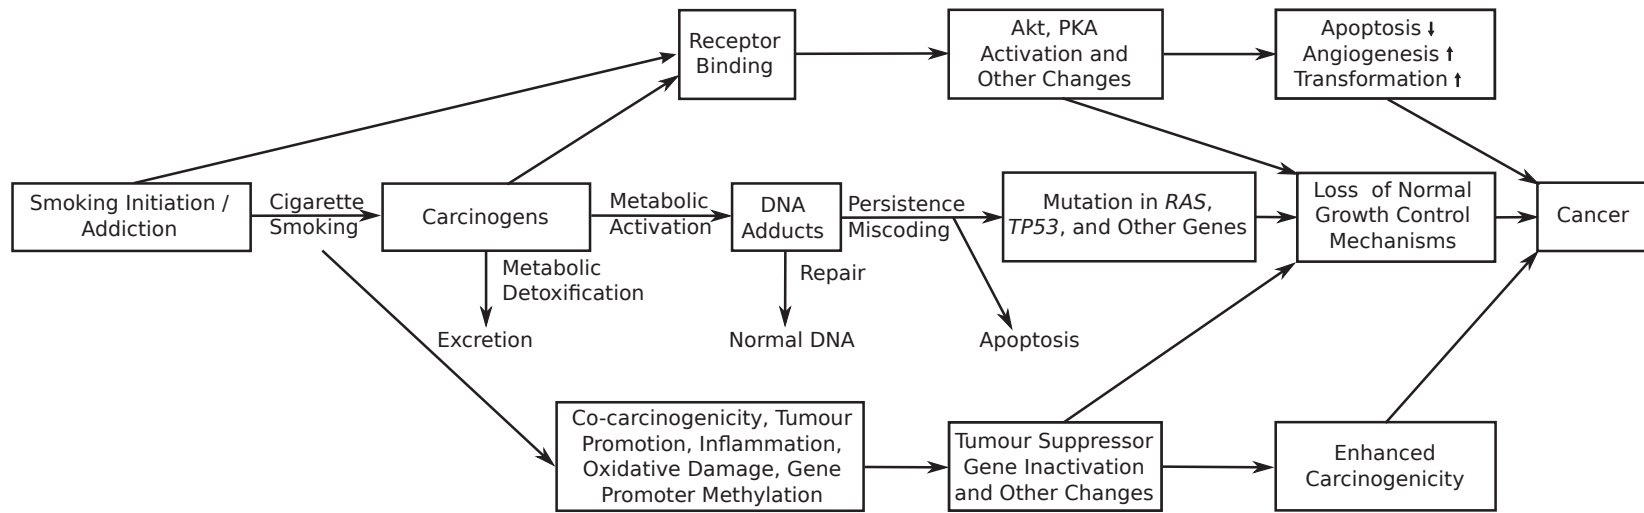 Receptor
Binding
Akt, PKA
Activation and
Other Changes
Apoptosis ⬇
Angiogenesis ⬆
Transformation ⬆
Smoking Initiation /
Addiction
Cigarette
Smoking
Carcinogens
Metabolic
Activation
DNA
Adducts
Persistence
Miscoding
Mutation in RAS,
TP53, and Other Genes
Loss of Normal
Growth Control
Mechanisms
Cancer
Metabolic
Detoxification
Repair
Excretion
Normal DNA
Apoptosis
Co-carcinogenicity, Tumour
Promotion, Inflammation,
Oxidative Damage, Gene
Promoter Methylation
Tumour Suppressor
Gene Inactivation
and Other Changes
Enhanced
Carcinogenicity